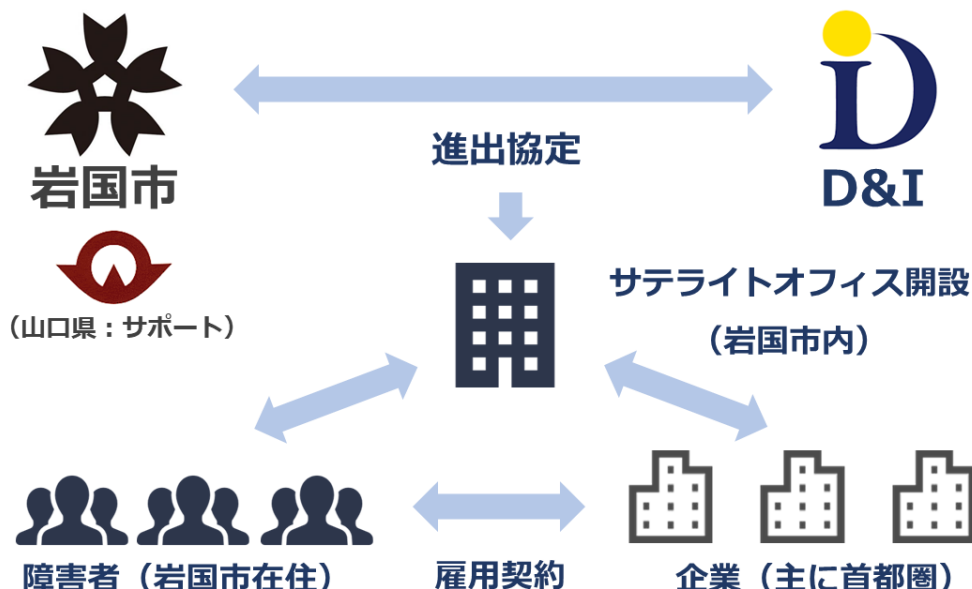 岩国市
D&I
進出協定
(山口県:サポート)
サテライトオフィス開設
(岩国市内)
障害者(岩国市在住)
雇用契約
企業(主に首都圏)